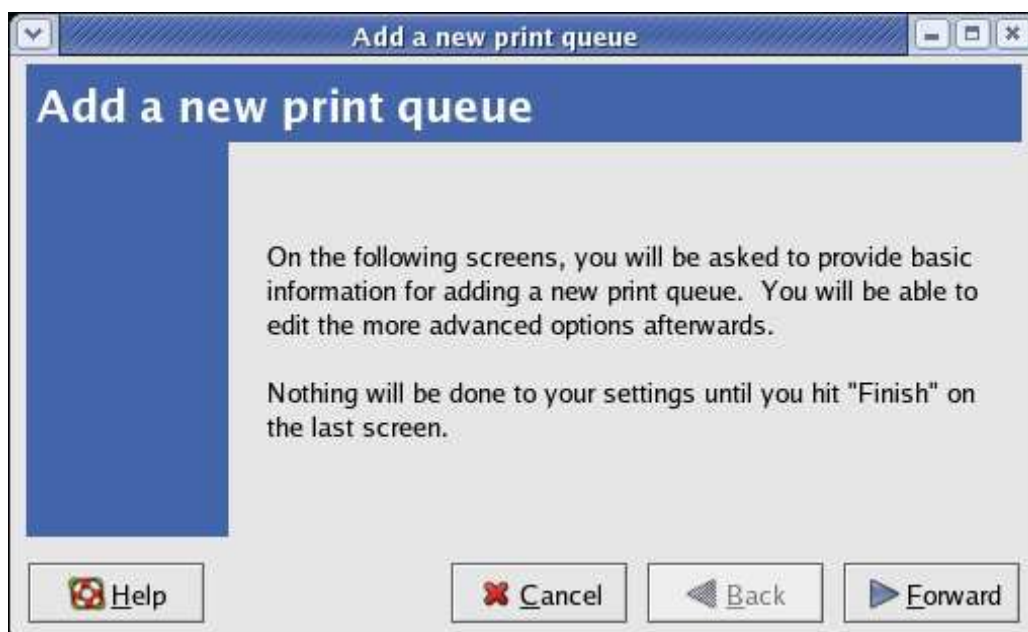 Add a new print queue
Add a new print queue
On the following screens, you will be asked to provide basic
information for adding a new print queue.  You will be able to
edit the more advanced options afterwards.
Nothing will be done to your settings until you hit "Finish" on
the last screen.
Help
Cancel
Back
Forward